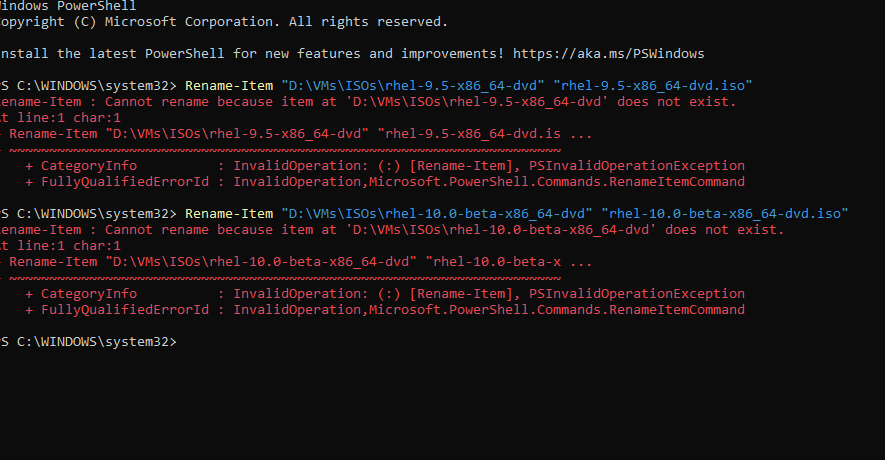 indows PowerShell
opyright (C) Microsoft Corporation. All rights reserved.
nstall the latest PowerShell for new features and improvements! https://aka.ms/PSWindows
S C:\WINDOWS\system32> Rename-Item "D:\VMs\ISOs\rhel-9.5-x86_64-dvd" "rhel-9.5-x86_64-dvd.iso"
ename-Item : Cannot rename because item at 'D:\VMs\ISOs\rhel-9.5-x86_64-dvd' does not exist.
t line:1 char:1
 Rename-Item "D:\VMs\ISOs\rhel-9.5-x86_64-dvd" "rhel-9.5-x86_64-dvd.is ...
 ~~~~~~~~~~~~~~~~~~~~~~~~~~~~~~~~~~~~~~~~~~~~~~~~~~~~~~~~~~~~~~~~~~~~~
    + CategoryInfo          : InvalidOperation: (:) [Rename-Item], PSInvalidOperationException
    + FullyQualifiedErrorId : InvalidOperation,Microsoft.PowerShell.Commands.RenameItemCommand
S C:\WINDOWS\system32> Rename-Item "D:\VMs\ISOs\rhel-10.0-beta-x86_64-dvd" "rhel-10.0-beta-x86_64-dvd.iso"
ename-Item : Cannot rename because item at 'D:\VMs\ISOs\rhel-10.0-beta-x86_64-dvd' does not exist.
t line:1 char:1
 Rename-Item "D:\VMs\ISOs\rhel-10.0-beta-x86_64-dvd" "rhel-10.0-beta-x ...
 ~~~~~~~~~~~~~~~~~~~~~~~~~~~~~~~~~~~~~~~~~~~~~~~~~~~~~~~~~~~~~~~~~~~~~
    + CategoryInfo          : InvalidOperation: (:) [Rename-Item], PSInvalidOperationException
    + FullyQualifiedErrorId : InvalidOperation,Microsoft.PowerShell.Commands.RenameItemCommand
S C:\WINDOWS\system32>